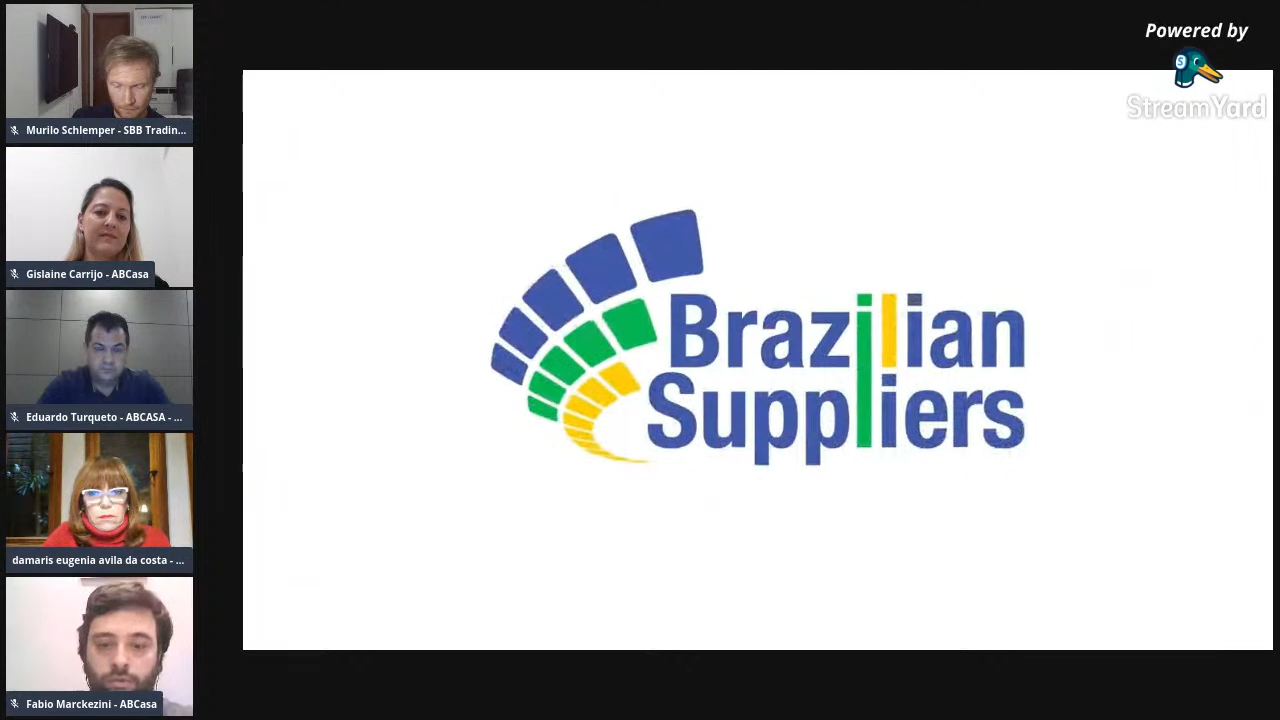 Powered by
StreamYard
Murilo Schlemper - SBB Tradin...
Gislaine Carrijo - ABCasa
Eduardo Turqueto - ABCASA - ...
damaris eugenia avila da costa - ...
Fabio Marckezini - ABCasa
Brazilian
Suppliers